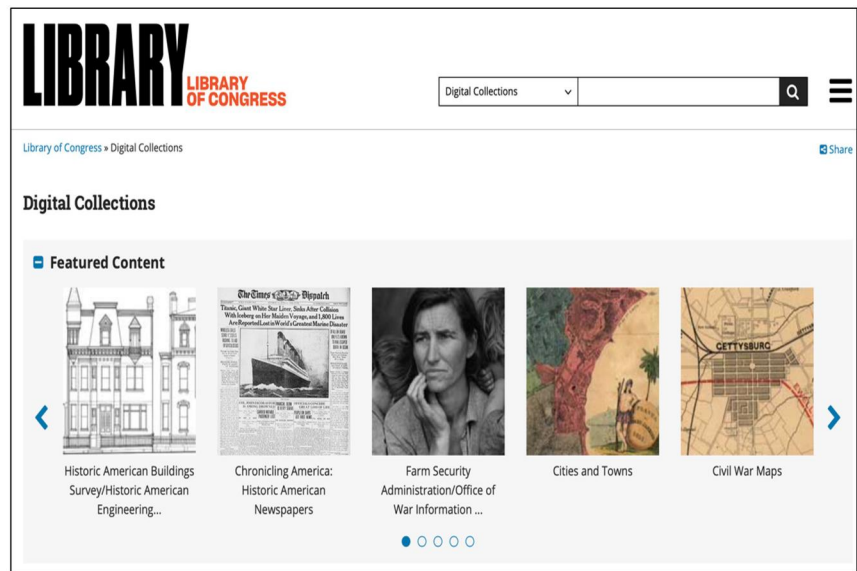 LIBRARY
LIBRARY
OF CONGRESS
Digital Collections
Library of Congress » Digital Collections
Share
Digital Collections
Featured Content
The Times Dispatch
Titanic, Giant White Star Liner, Sinks After Collision
With Iceberg on Her Maiden Voyage, and 1,800 Lives
Are Reported Lost in World's Greatest Marine Disaster
GETTYSBURG
Historic American Buildings
Survey/Historic American
Engineering...
Chronicling America:
Historic American
Newspapers
Farm Security
Administration/Office of
War Information ...
Cities and Towns
Civil War Maps